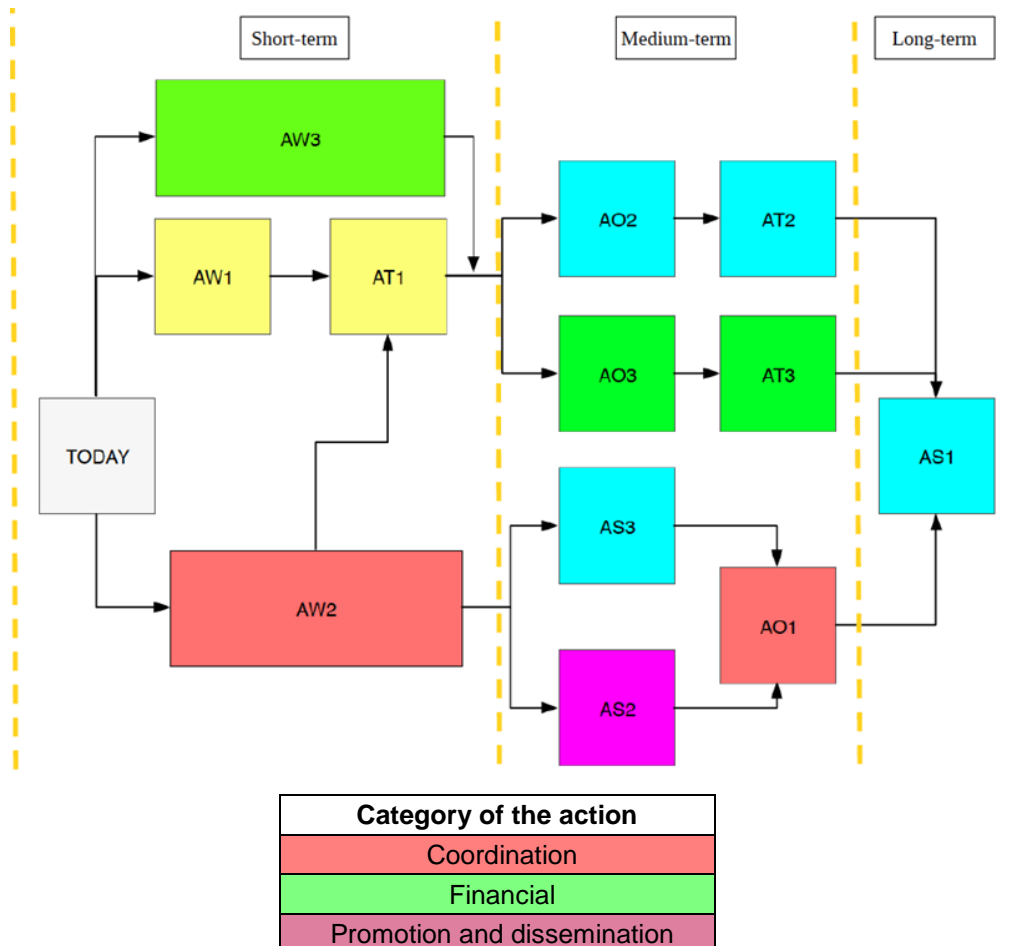 Short-term
Medium-term
Long-term
AW3
AO2
AT2
AW1
AT1
AO3
AT3
TODAY
AS1
AS3
AW2
AO1
AS2
Category of the action
Coordination
Financial
Promotion and dissemination